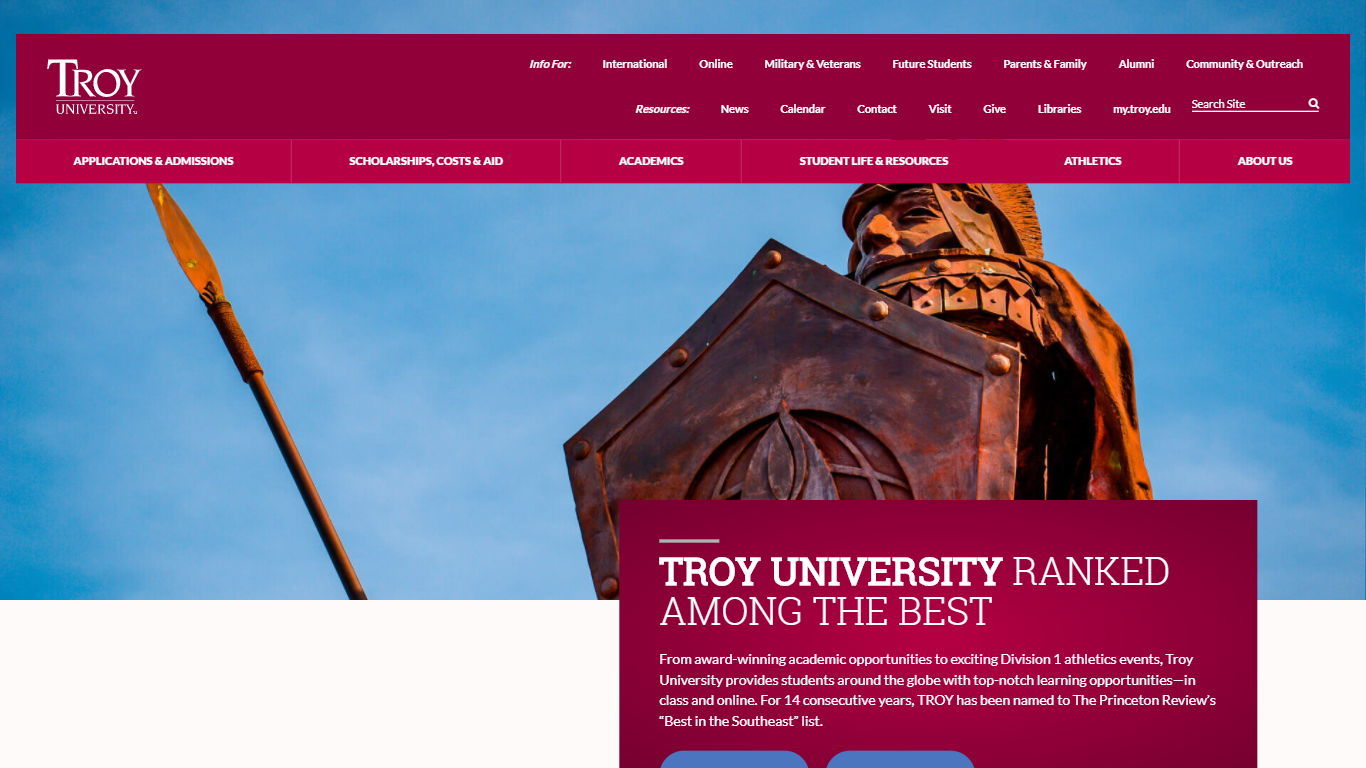 TROY
UNIVERSITY
Info For: International Online Military & Veterans Future Students Parents & Family Alumni Community & Outreach
Resources: News Calendar Contact Visit Give Libraries my.troy.edu Search Site
APPLICATIONS & ADMISSIONS SCHOLARSHIPS, COSTS & AID ACADEMICS STUDENT LIFE & RESOURCES ATHLETICS ABOUT US
TROY UNIVERSITY RANKED
AMONG THE BEST
From award-winning academic opportunities to exciting Division 1 athletics events, Troy
University provides students around the globe with top-notch learning opportunities—in
class and online. For 14 consecutive years, TROY has been named to The Princeton Review’s
“Best in the Southeast” list.